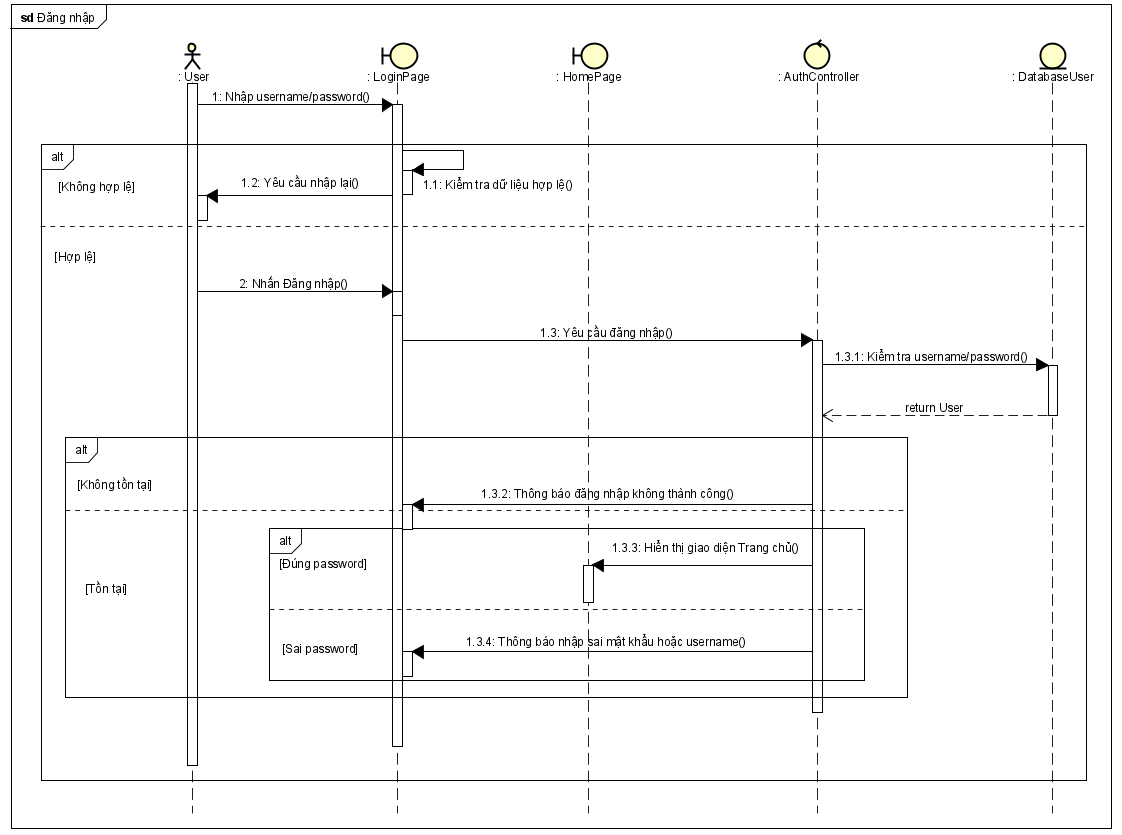 sd Đăng nhập
: User
: LoginPage
: HomePage
: AuthController
: DatabaseUser
1: Nhập username/password()
alt
[Không hợp lệ]
1.2: Yêu cầu nhập lại()
1.1: Kiểm tra dữ liệu hợp lệ()
[Hợp lệ]
2: Nhấn Đăng nhập()
1.3: Yêu cầu đăng nhập()
1.3.1: Kiểm tra username/password()
return User
alt
[Không tồn tại]
1.3.2: Thông báo đăng nhập không thành công()
alt
1.3.3: Hiển thị giao diện Trang chủ()
[Đúng password]
[Tồn tại]
1.3.4: Thông báo nhập sai mật khẩu hoặc username()
[Sai password]